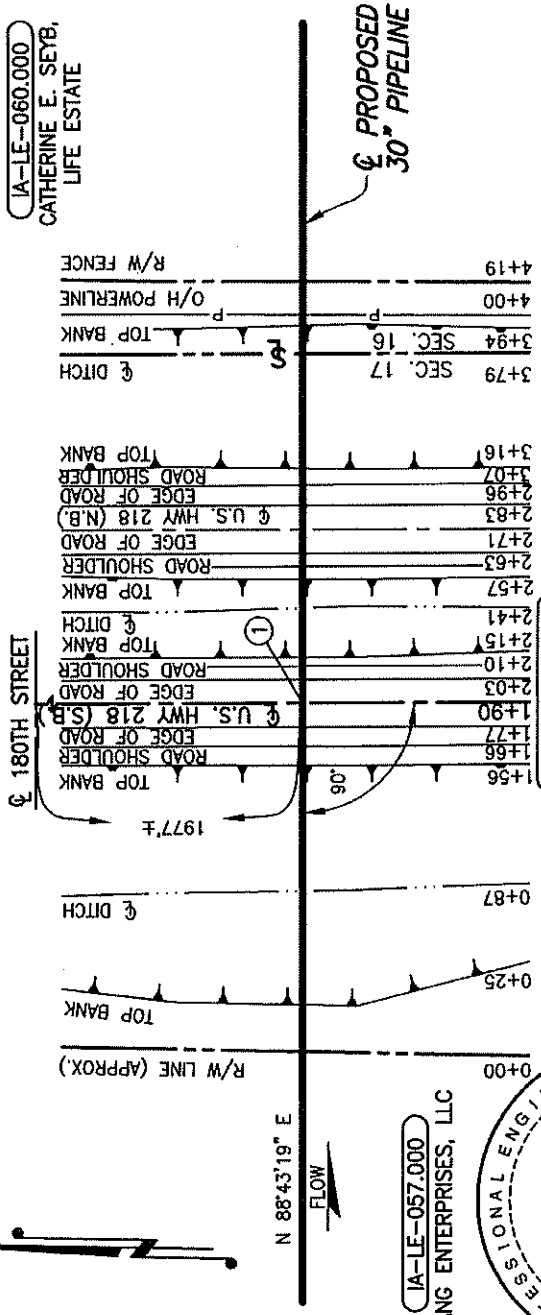 IA-LE-060.000
CATHERINE E. SEYB,
LIFE ESTATE
℄ PROPOSED
30" PIPELINE
℄ 180TH STREET
1977'±
90°
1
N 88°43'19" E
FLOW
IA-LE-057.000
ENTERPRISES, LLC
R/W LINE (APPROX.)
0+00
TOP BANK
0+25
℄ DITCH
0+87
TOP BANK
1+56
ROAD SHOULDER
1+66
EDGE OF ROAD
1+77
℄ U.S. HWY 218 (S.B.)
1+90
EDGE OF ROAD
2+03
ROAD SHOULDER
2+10
TOP BANK
2+15
℄ DITCH
2+41
TOP BANK
2+57
ROAD SHOULDER
2+63
EDGE OF ROAD
2+71
℄ U.S. HWY 218 (N.B.)
2+83
EDGE OF ROAD
2+96
ROAD SHOULDER
3+07
TOP BANK
3+16
℄ DITCH
SEC. 17
3+79
SEC. 16
TOP BANK
3+94
P
P
O/H POWERLINE
4+00
R/W FENCE
4+19